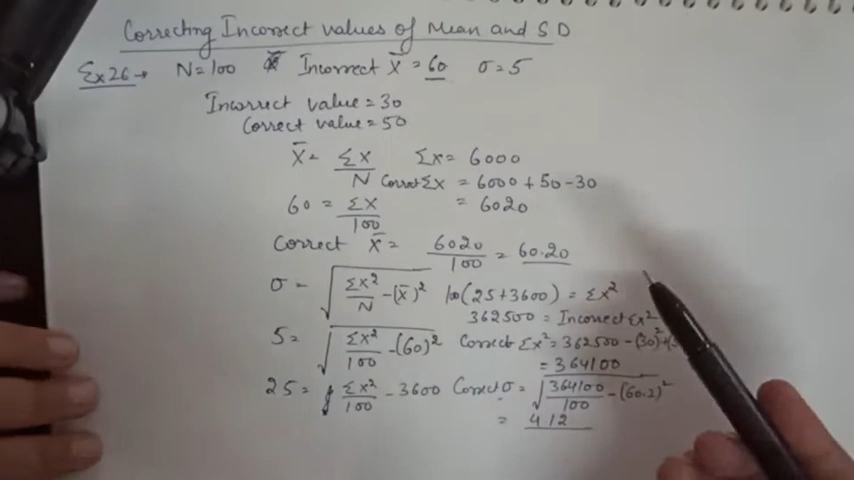 Correcting Incorrect values of Mean and SD
Ex26→ N=100 Incorrect X̄ = 60 σ=5
Incorrect value = 30
Correct value = 50
X̄ = ΣX/N ΣX = 6000
Correct ΣX = 6000 + 50 - 30
60 = ΣX/100 = 6020
Correct X̄ = 6020/100 = 60.20
σ = √(ΣX²/N - (X̄)²) 100(25+3600) = ΣX²
362500 = Incorrect ΣX²
5 = √(ΣX²/100 - (60)²) Correct ΣX² = 362500 - (30)² + (
= 364100
25 = ΣX²/100 - 3600 Correct σ = √(364100/100 - (60.2)²)
= 4.12